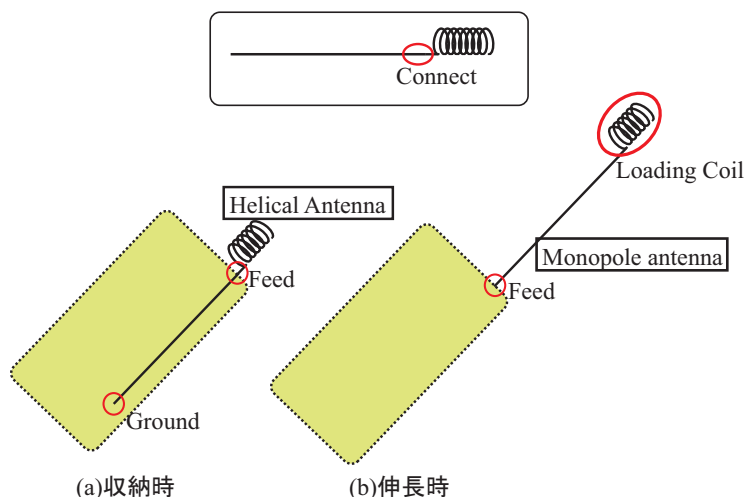 Connect
Loading Coil
Helical Antenna
Monopole antenna
Feed
Feed
Ground
(a)収納時
(b)伸長時